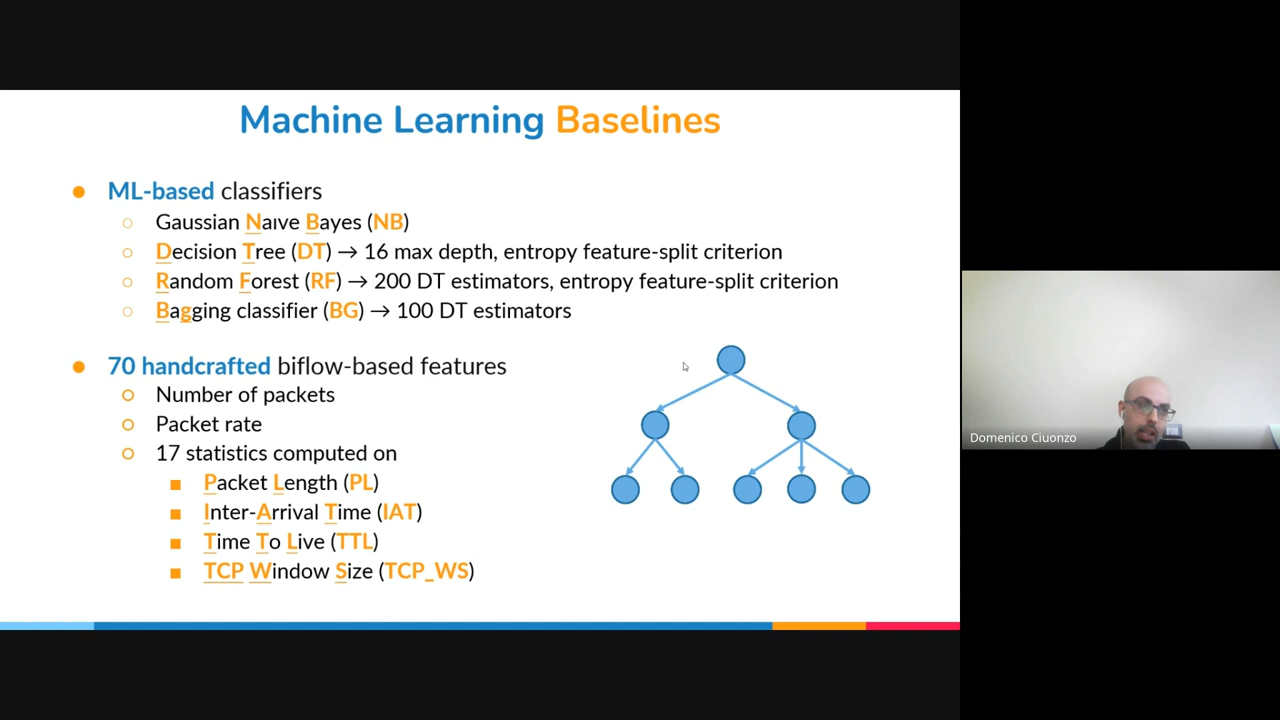 Machine Learning Baselines
● ML-based classifiers
○ Gaussian Naıve Bayes (NB)
○ Decision Tree (DT) → 16 max depth, entropy feature-split criterion
○ Random Forest (RF) → 200 DT estimators, entropy feature-split criterion
○ Bagging classifier (BG) → 100 DT estimators
● 70 handcrafted biflow-based features
○ Number of packets
○ Packet rate
○ 17 statistics computed on
■ Packet Length (PL)
■ Inter-Arrival Time (IAT)
■ Time To Live (TTL)
■ TCP Window Size (TCP_WS)
Domenico Ciuonzo